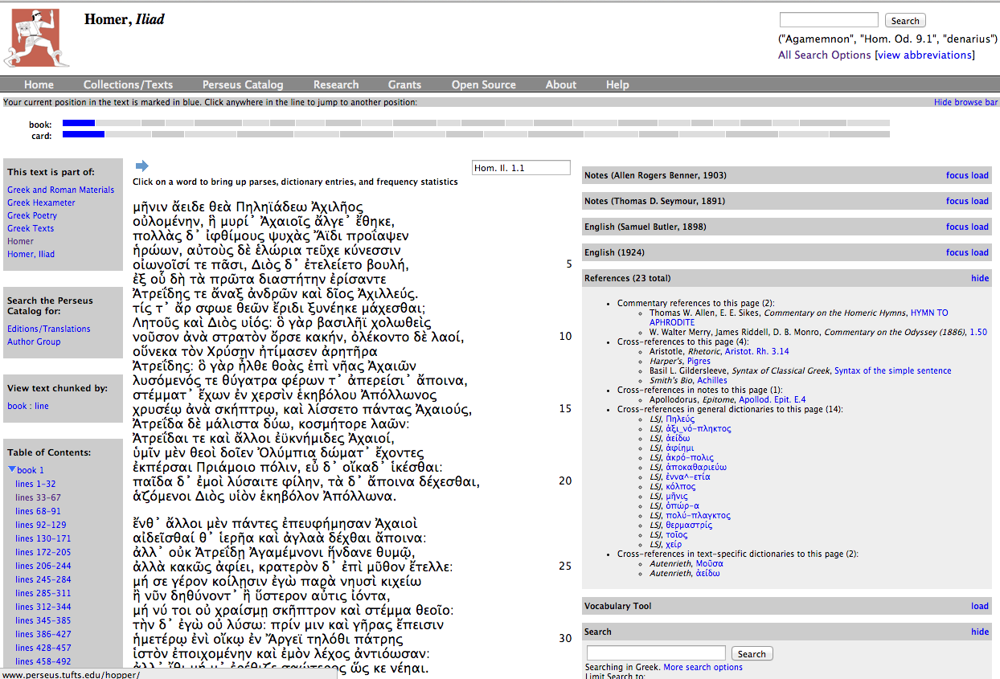 Homer, Iliad
Search
("Agamemnon", "Hom. Od. 9.1", "denarius")
All Search Options [view abbreviations]
Home Collections/Texts Perseus Catalog Research Grants Open Source About Help
Your current position in the text is marked in blue. Click anywhere in the line to jump to another position:
Hide browse bar
book:
card:
This text is part of:
Greek and Roman Materials
Greek Hexameter
Greek Poetry
Greek Texts
Homer
Homer, Iliad
Search the Perseus
Catalog for:
Editions/Translations
Author Group
View text chunked by:
book : line
Table of Contents:
book 1
lines 1-32
lines 33-67
lines 68-91
lines 92-129
lines 130-171
lines 172-205
lines 206-244
lines 245-284
lines 285-311
lines 312-344
lines 345-385
lines 386-427
lines 428-457
lines 458-492
www.perseus.tufts.edu/hopper/
Hom. Il. 1.1
Click on a word to bring up parses, dictionary entries, and frequency statistics
μῆνιν ἄειδε θεὰ Πηληϊάδεω Ἀχιλῆος
οὐλομένην, ἣ μυρί᾽ Ἀχαιοῖς ἄλγε᾽ ἔθηκε,
πολλὰς δ᾽ ἰφθίμους ψυχὰς Ἄϊδι προΐαψεν
ἡρώων, αὐτοὺς δὲ ἑλώρια τεῦχε κύνεσσιν
οἰωνοῖσί τε πᾶσι, Διὸς δ᾽ ἐτελείετο βουλή, 5
ἐξ οὗ δὴ τὰ πρῶτα διαστήτην ἐρίσαντε
Ἀτρεΐδης τε ἄναξ ἀνδρῶν καὶ δῖος Ἀχιλλεύς.
τίς τ᾽ ἄρ σφωε θεῶν ἔριδι ξυνέηκε μάχεσθαι;
Λητοῦς καὶ Διὸς υἱός: ὃ γὰρ βασιλῆϊ χολωθεὶς
νοῦσον ἀνὰ στρατὸν ὄρσε κακήν, ὀλέκοντο δὲ λαοί, 10
οὕνεκα τὸν Χρύσην ἠτίμασεν ἀρητῆρα
Ἀτρεΐδης: ὃ γὰρ ἦλθε θοὰς ἐπὶ νῆας Ἀχαιῶν
λυσόμενός τε θύγατρα φέρων τ᾽ ἀπερείσι᾽ ἄποινα,
στέμματ᾽ ἔχων ἐν χερσὶν ἑκηβόλου Ἀπόλλωνος
χρυσέῳ ἀνὰ σκήπτρῳ, καὶ λίσσετο πάντας Ἀχαιούς, 15
Ἀτρεΐδα δὲ μάλιστα δύω, κοσμήτορε λαῶν:
Ἀτρεΐδαι τε καὶ ἄλλοι ἐϋκνήμιδες Ἀχαιοί,
ὑμῖν μὲν θεοὶ δοῖεν Ὀλύμπια δώματ᾽ ἔχοντες
ἐκπέρσαι Πριάμοιο πόλιν, εὖ δ᾽ οἴκαδ᾽ ἱκέσθαι:
παῖδα δ᾽ ἐμοὶ λύσαιτε φίλην, τὰ δ᾽ ἄποινα δέχεσθαι, 20
ἁζόμενοι Διὸς υἱὸν ἑκηβόλον Ἀπόλλωνα.
ἔνθ᾽ ἄλλοι μὲν πάντες ἐπευφήμησαν Ἀχαιοὶ
αἰδεῖσθαί θ᾽ ἱερῆα καὶ ἀγλαὰ δέχθαι ἄποινα:
ἀλλ᾽ οὐκ Ἀτρεΐδῃ Ἀγαμέμνονι ἥνδανε θυμῷ,
ἀλλὰ κακῶς ἀφίει, κρατερὸν δ᾽ ἐπὶ μῦθον ἔτελλε: 25
μή σε γέρον κοίλῃσιν ἐγὼ παρὰ νηυσὶ κιχείω
ἢ νῦν δηθύνοντ᾽ ἢ ὕστερον αὖτις ἰόντα,
μή νύ τοι οὐ χραίσμῃ σκῆπτρον καὶ στέμμα θεοῖο:
τὴν δ᾽ ἐγὼ οὐ λύσω: πρίν μιν καὶ γῆρας ἔπεισιν
ἡμετέρῳ ἐνὶ οἴκῳ ἐν Ἄργεϊ τηλόθι πάτρης 30
ἱστὸν ἐποιχομένην καὶ ἐμὸν λέχος ἀντιόωσαν:
ἀλλ᾽ ἴθι μή μ᾽ ἐρέθιζε σαώτερος ὥς κε νέηαι.
Notes (Allen Rogers Benner, 1903) focus load
Notes (Thomas D. Seymour, 1891) focus load
English (Samuel Butler, 1898) focus load
English (1924) focus load
References (23 total) hide
Commentary references to this page (2):
Thomas W. Allen, E. E. Sikes, Commentary on the Homeric Hymns, HYMN TO
APHRODITE
W. Walter Merry, James Riddell, D. B. Monro, Commentary on the Odyssey (1886), 1.50
Cross-references to this page (4):
Aristotle, Rhetoric, Aristot. Rh. 3.14
Harper's, Pigres
Basil L. Gildersleeve, Syntax of Classical Greek, Syntax of the simple sentence
Smith's Bio, Achilles
Cross-references in notes to this page (1):
Apollodorus, Epitome, Apollod. Epit. E.4
Cross-references in general dictionaries to this page (14):
LSJ, Πηλεύς
LSJ, ἀξι_νό-πληκτος
LSJ, ἀείδω
LSJ, ἀφίημι
LSJ, ἀκρό-πολις
LSJ, ἀποκαθαριεύω
LSJ, ἐννα^-ετία
LSJ, κόλπος
LSJ, μῆνις
LSJ, ὀπώρ-α
LSJ, πολύ-πλαγκτος
LSJ, θερμαστρίς
LSJ, τοῖος
LSJ, χείρ
Cross-references in text-specific dictionaries to this page (2):
Autenrieth, Μοῦσα
Autenrieth, ἀείδω
Vocabulary Tool load
Search hide
Search
Searching in Greek. More search options
Limit Search to: